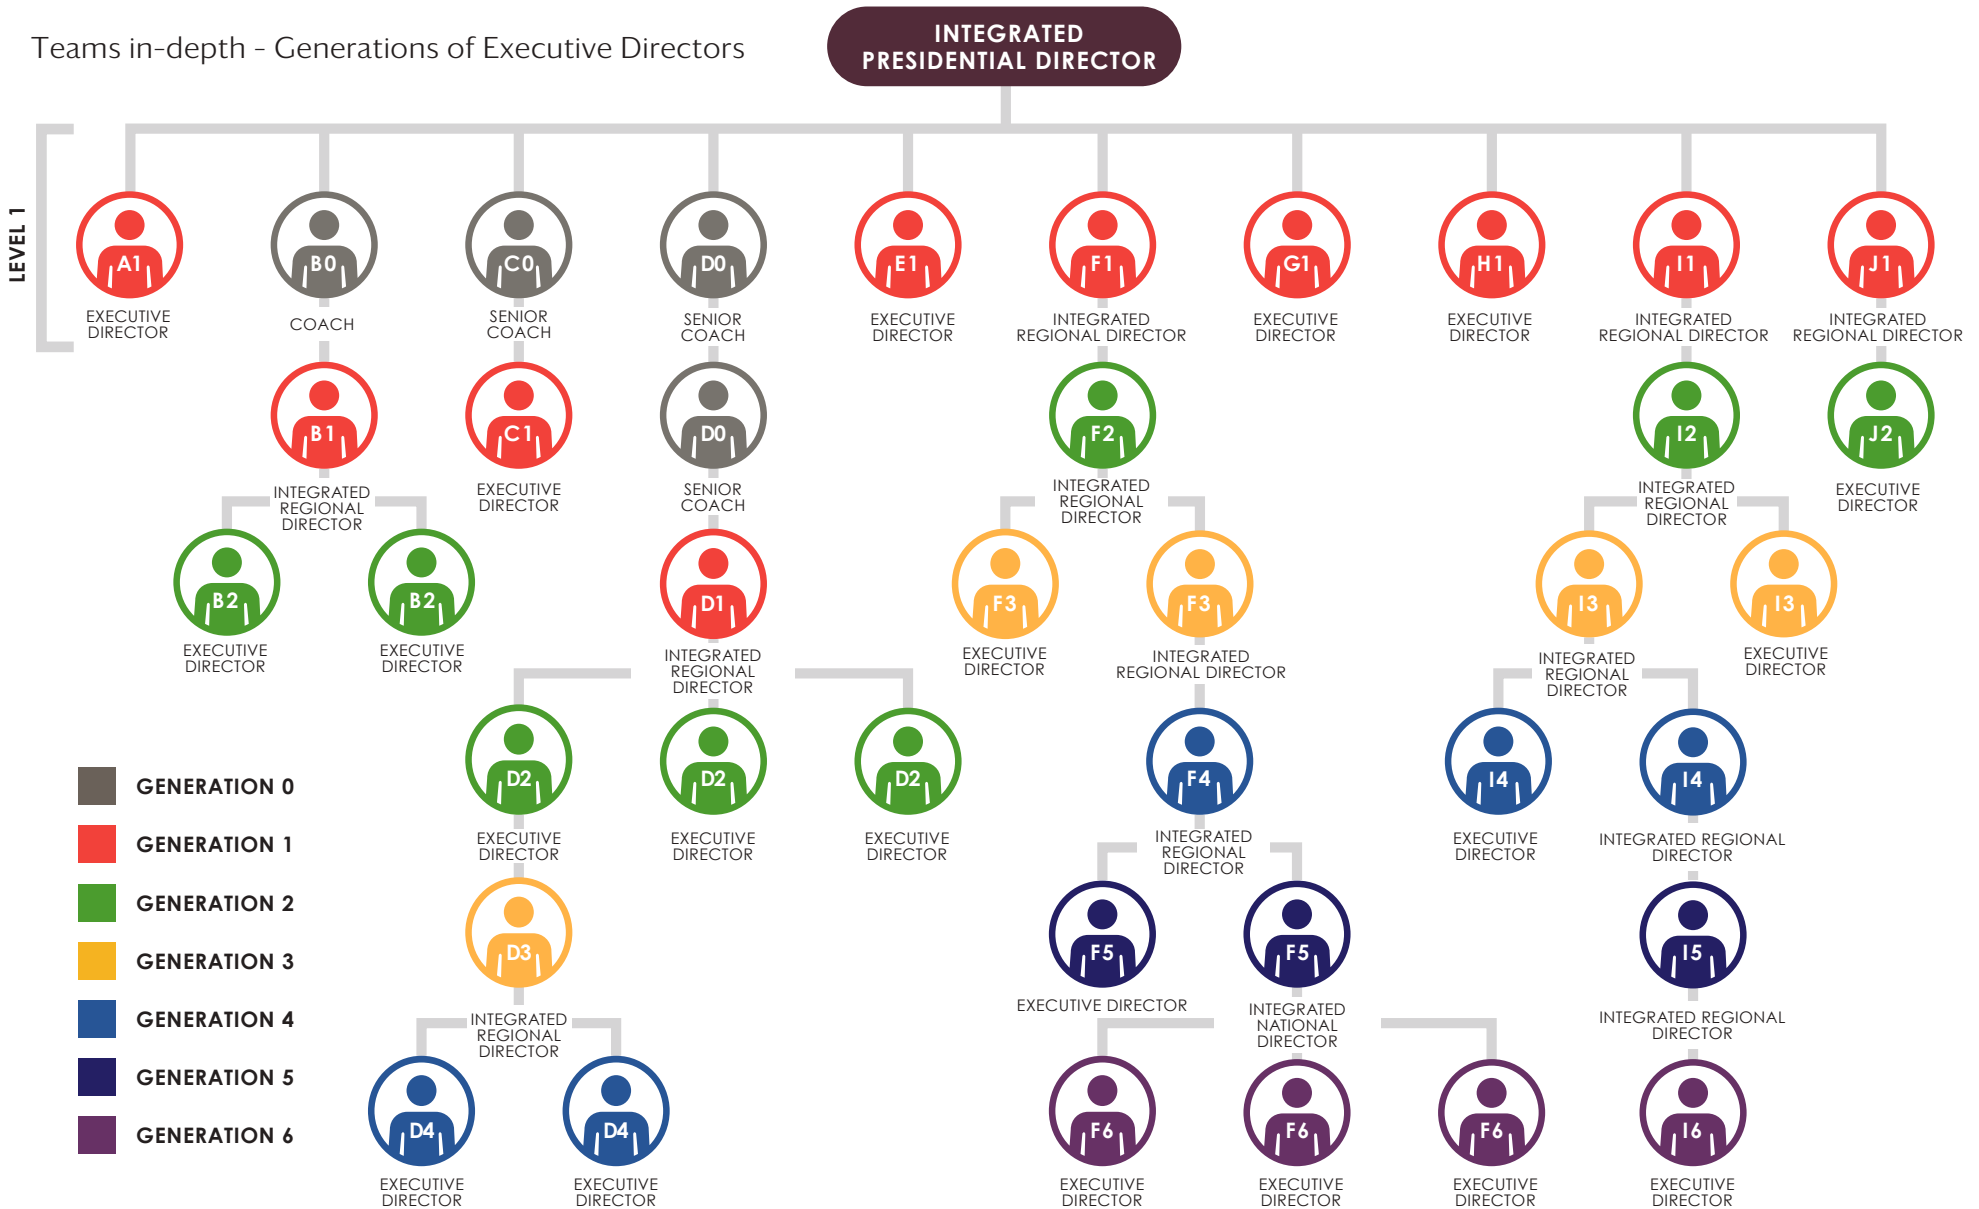 Teams in-depth – Generations of Executive Directors
INTEGRATED
PRESIDENTIAL DIRECTOR
LEVEL 1
A1
B0
C0
D0
E1
F1
G1
H1
I1
J1
EXECUTIVE
DIRECTOR
COACH
SENIOR
COACH
SENIOR
COACH
EXECUTIVE
DIRECTOR
INTEGRATED
REGIONAL DIRECTOR
EXECUTIVE
DIRECTOR
EXECUTIVE
DIRECTOR
INTEGRATED
REGIONAL DIRECTOR
INTEGRATED
REGIONAL DIRECTOR
B1
C1
D0
F2
I2
J2
INTEGRATED
REGIONAL
DIRECTOR
EXECUTIVE
DIRECTOR
SENIOR
COACH
INTEGRATED
REGIONAL
DIRECTOR
INTEGRATED
REGIONAL
DIRECTOR
EXECUTIVE
DIRECTOR
B2
B2
D1
F3
F3
I3
I3
EXECUTIVE
DIRECTOR
EXECUTIVE
DIRECTOR
INTEGRATED
REGIONAL
DIRECTOR
EXECUTIVE
DIRECTOR
INTEGRATED
REGIONAL DIRECTOR
INTEGRATED
REGIONAL
DIRECTOR
EXECUTIVE
DIRECTOR
D2
D2
D2
F4
I4
I4
EXECUTIVE
DIRECTOR
EXECUTIVE
DIRECTOR
EXECUTIVE
DIRECTOR
INTEGRATED
REGIONAL
DIRECTOR
EXECUTIVE
DIRECTOR
INTEGRATED REGIONAL
DIRECTOR
D3
F5
F5
I5
INTEGRATED
REGIONAL
DIRECTOR
EXECUTIVE DIRECTOR
INTEGRATED
NATIONAL
DIRECTOR
INTEGRATED REGIONAL
DIRECTOR
D4
D4
F6
F6
F6
I6
EXECUTIVE
DIRECTOR
EXECUTIVE
DIRECTOR
EXECUTIVE
DIRECTOR
EXECUTIVE
DIRECTOR
EXECUTIVE
DIRECTOR
EXECUTIVE
DIRECTOR
GENERATION 0
GENERATION 1
GENERATION 2
GENERATION 3
GENERATION 4
GENERATION 5
GENERATION 6